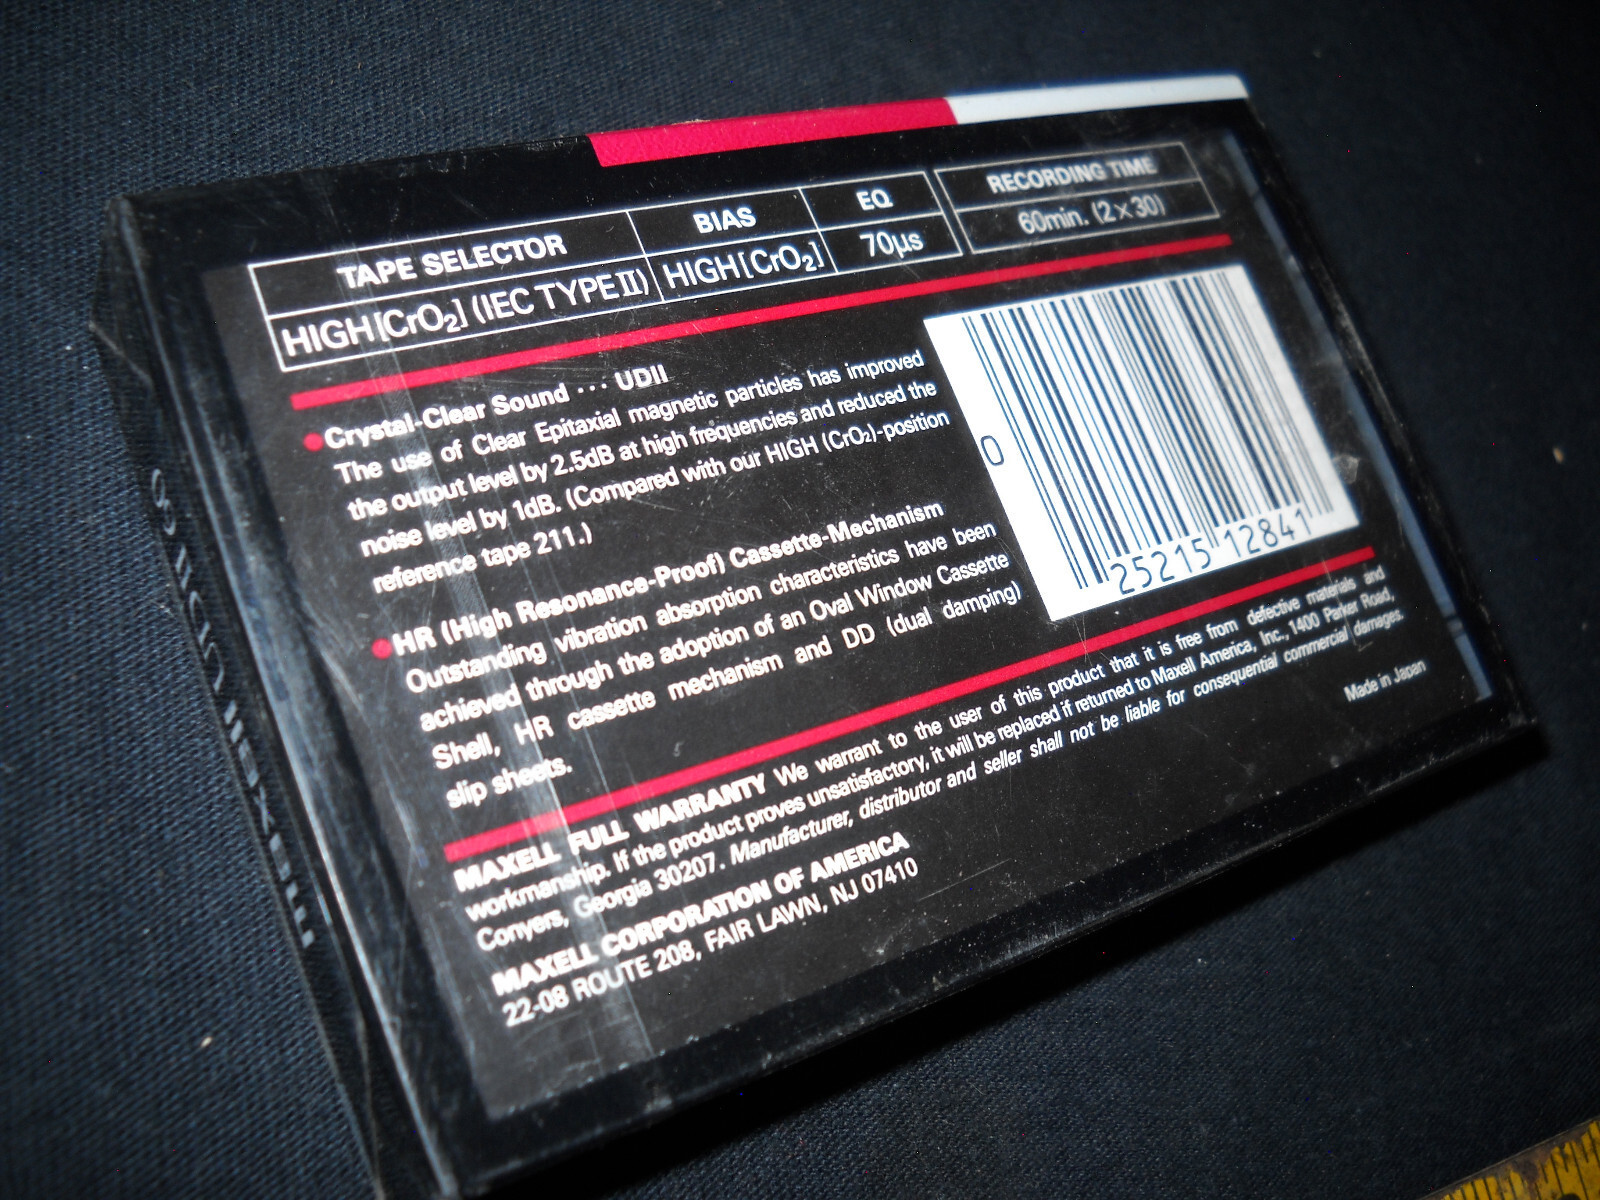 TAPE SELECTOR BIAS EQ RECORDING TIME
HIGH[CrO₂] (IEC TYPE II) HIGH[CrO₂] 70µs 60min. (2×30)
●Crystal-Clear Sound ··· UDII
The use of Clear Epitaxial magnetic particles has improved
the output level by 2.5dB at high frequencies and reduced the
noise level by 1dB. (Compared with our HIGH (CrO₂)-position
reference tape 211.)
●HR (High Resonance-Proof) Cassette-Mechanism
Outstanding vibration absorption characteristics have been
achieved through the adoption of an Oval Window Cassette
Shell, HR cassette mechanism and DD (dual damping)
slip sheets.
0 25215 12841
MAXELL FULL WARRANTY We warrant to the user of this product that it is free from defective materials and
workmanship. If the product proves unsatisfactory, it will be replaced if returned to Maxell America, Inc., 1400 Parker Road,
Conyers, Georgia 30207. Manufacturer, distributor and seller shall not be liable for consequential commercial damages.
MAXELL CORPORATION OF AMERICA
22-08 ROUTE 208, FAIR LAWN, NJ 07410
Made in Japan